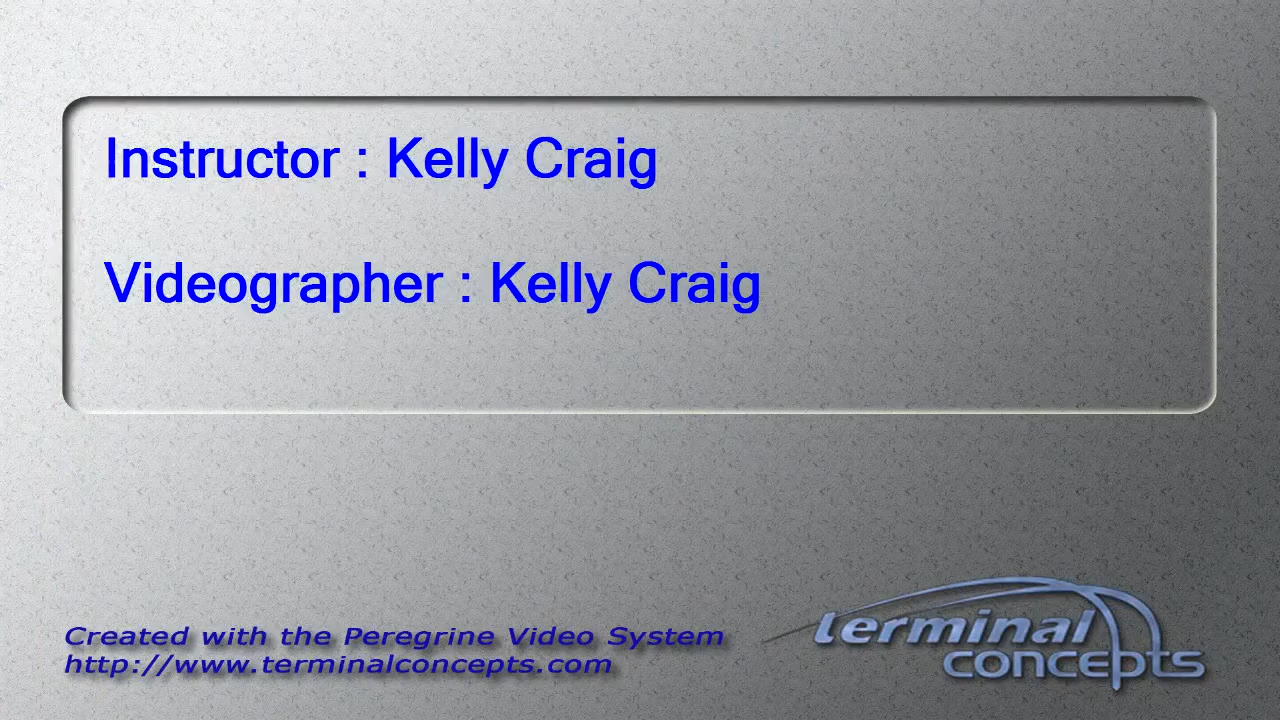 Instructor : Kelly Craig
Videographer : Kelly Craig
Created with the Peregrine Video System
http://www.terminalconcepts.com
terminal
concepts